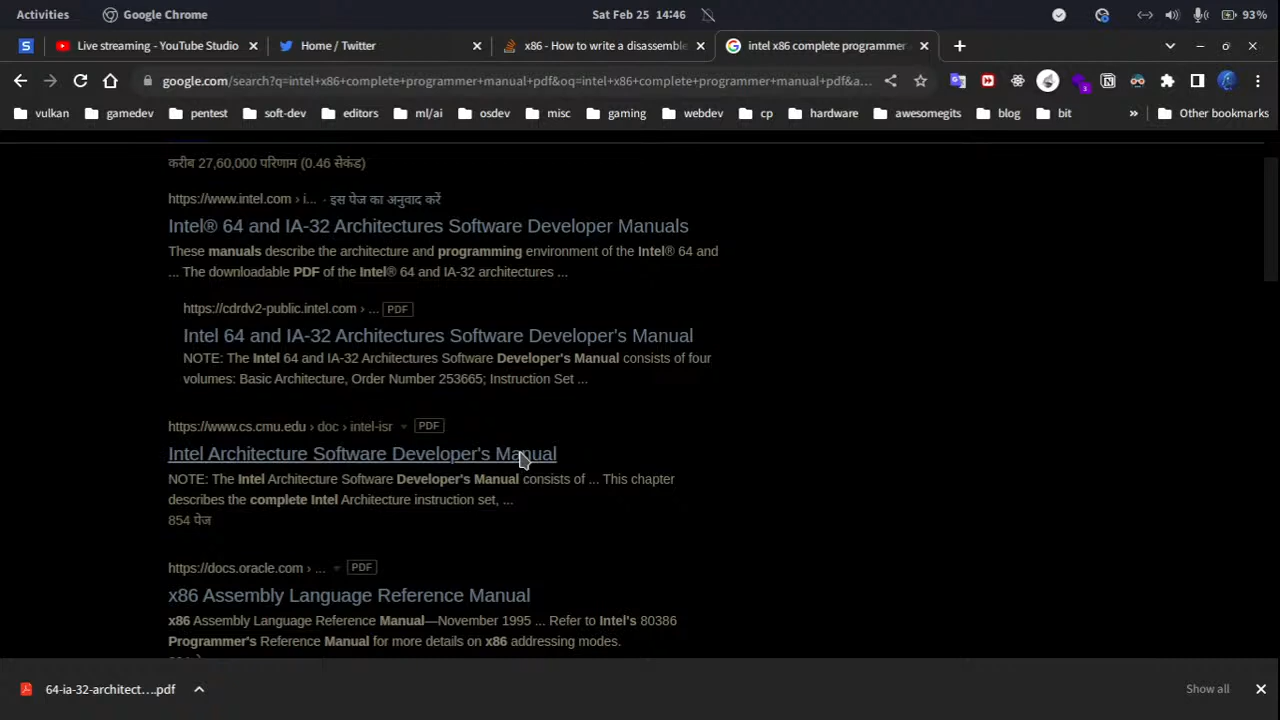 Activities
Google Chrome
Sat Feb 25 14:46
93%
Live streaming - YouTube Studio
Home / Twitter
x86 - How to write a disassemble
intel x86 complete programmer
google.com/search?q=intel+x86+complete+programmer+manual+pdf&oq=intel+x86+complete+programmer+manual+pdf&a...
3
vulkan
gamedev
pentest
soft-dev
editors
ml/ai
osdev
misc
gaming
webdev
cp
hardware
awesomegits
blog
bit
»
Other bookmarks
करीब 27,60,000 परिणाम (0.46 सेकंड)
https://www.intel.com › i... · इस पेज का अनुवाद करें
Intel® 64 and IA-32 Architectures Software Developer Manuals
These manuals describe the architecture and programming environment of the Intel® 64 and
... The downloadable PDF of the Intel® 64 and IA-32 architectures ...
https://cdrdv2-public.intel.com › ... PDF
Intel 64 and IA-32 Architectures Software Developer's Manual
NOTE: The Intel 64 and IA-32 Architectures Software Developer's Manual consists of four
volumes: Basic Architecture, Order Number 253665; Instruction Set ...
https://www.cs.cmu.edu › doc › intel-isr PDF
Intel Architecture Software Developer's Manual
NOTE: The Intel Architecture Software Developer's Manual consists of ... This chapter
describes the complete Intel Architecture instruction set, ...
854 पेज
https://docs.oracle.com › ... PDF
x86 Assembly Language Reference Manual
x86 Assembly Language Reference Manual—November 1995 ... Refer to Intel's 80386
Programmer's Reference Manual for more details on x86 addressing modes.
64-ia-32-architect....pdf
Show all